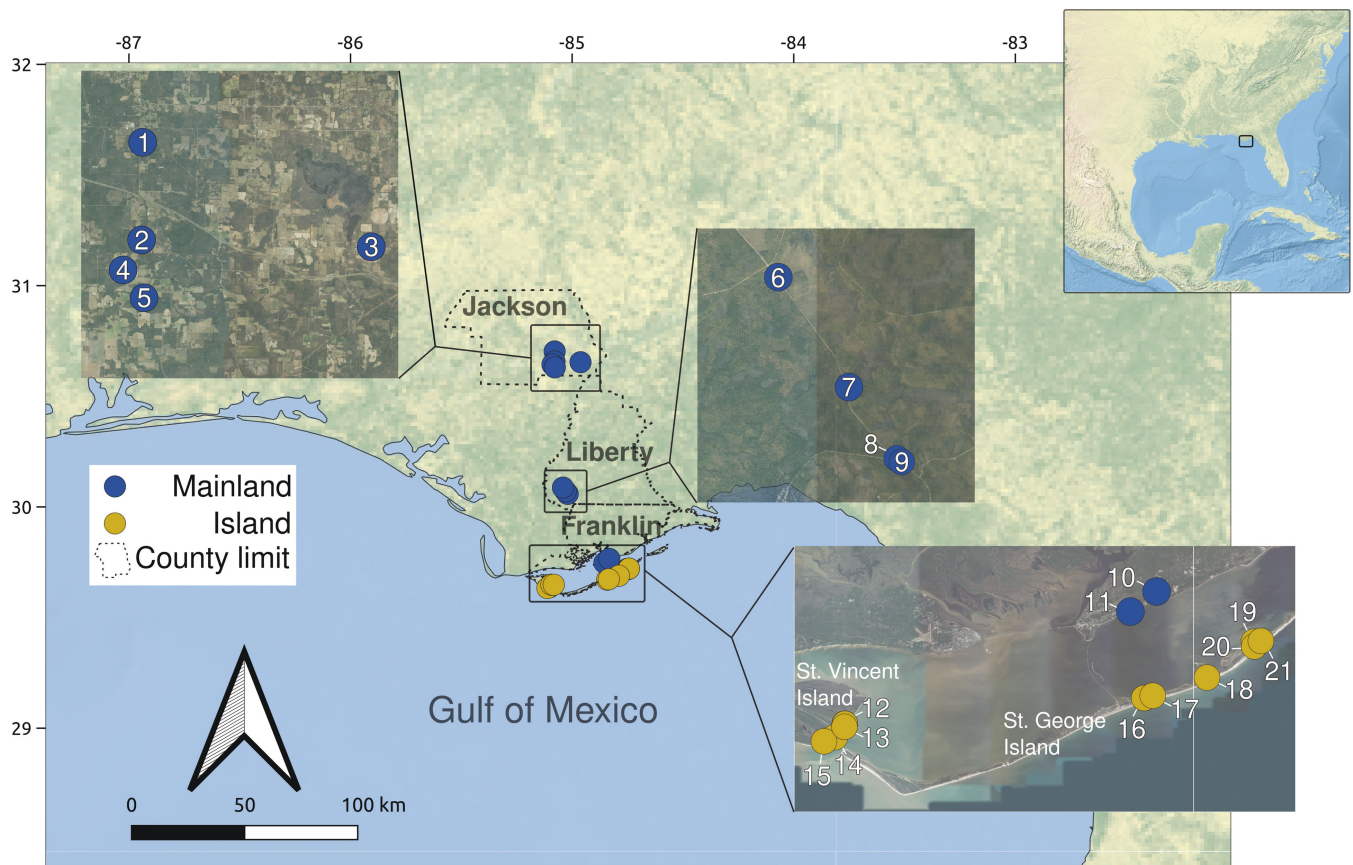 -87
-86
-85
-84
-83
32
31
30
29
1
2
3
4
5
Jackson
6
7
8
9
Liberty
Franklin
Mainland
Island
County limit
10
11
19
20
21
18
17
16
St. Vincent
Island
12
13
14
15
St. George
Island
Gulf of Mexico
0
50
100 km